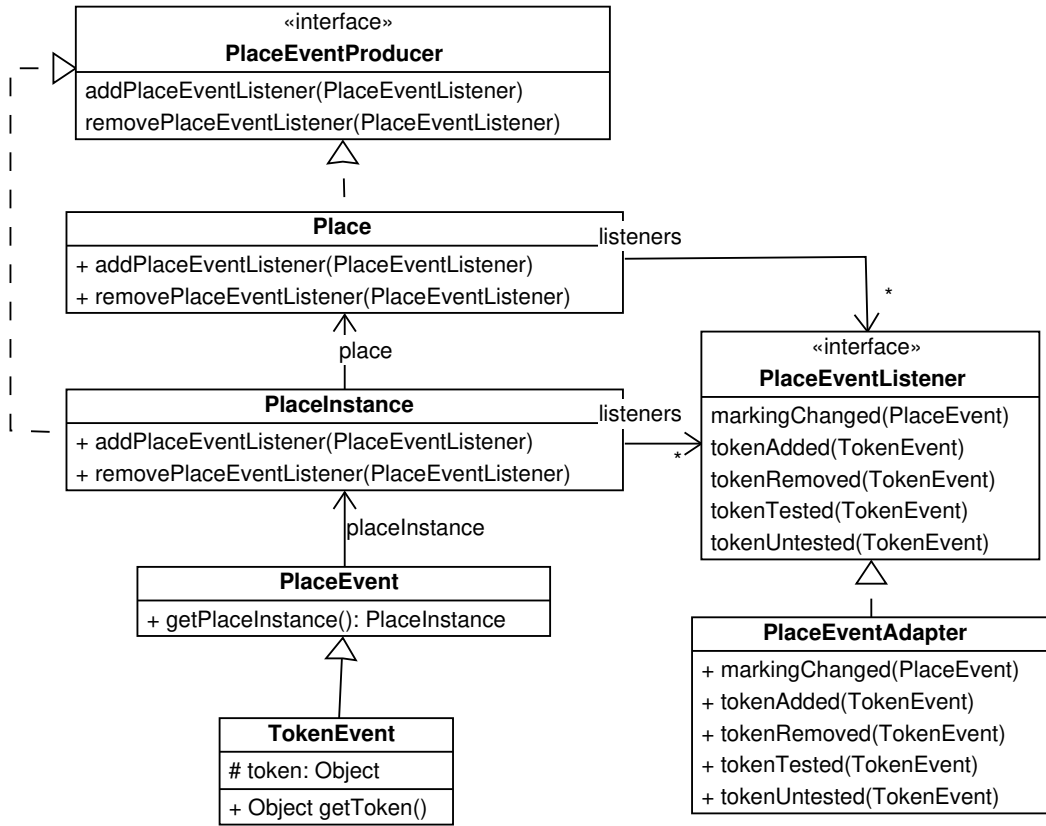 «interface»
PlaceEventProducer
addPlaceEventListener(PlaceEventListener)
removePlaceEventListener(PlaceEventListener)
Place
+ addPlaceEventListener(PlaceEventListener)
+ removePlaceEventListener(PlaceEventListener)
listeners
*
place
PlaceInstance
+ addPlaceEventListener(PlaceEventListener)
+ removePlaceEventListener(PlaceEventListener)
listeners
*
placeInstance
«interface»
PlaceEventListener
markingChanged(PlaceEvent)
tokenAdded(TokenEvent)
tokenRemoved(TokenEvent)
tokenTested(TokenEvent)
tokenUntested(TokenEvent)
PlaceEvent
+ getPlaceInstance(): PlaceInstance
PlaceEventAdapter
+ markingChanged(PlaceEvent)
+ tokenAdded(TokenEvent)
+ tokenRemoved(TokenEvent)
+ tokenTested(TokenEvent)
+ tokenUntested(TokenEvent)
TokenEvent
# token: Object
+ Object getToken()